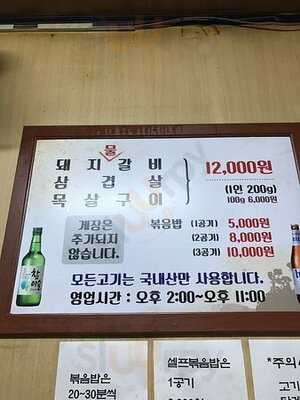 물
돼지갈비
삼겹살
목살구이
12,000원
(1인 200g)
100g 6,000원
게장은
추가되지
않습니다.
볶음밥 (1공기) 5,000원
(2공기) 8,000원
(3공기) 10,000원
모든고기는 국내산만 사용합니다.
영업시간 : 오후 2:00~오후 11:00
볶음밥은
20~30분씩
셀프볶음밥은
1공기
*주의